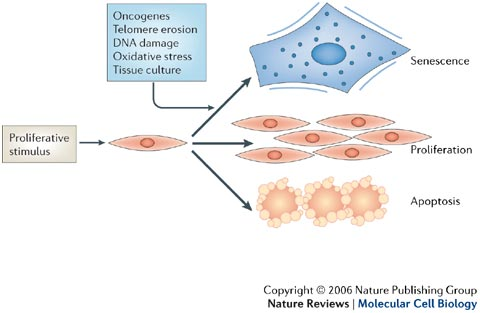 Oncogenes
Telomere erosion
DNA damage
Oxidative stress
Tissue culture
Senescence
Proliferative
stimulus
Proliferation
Apoptosis
Copyright © 2006 Nature Publishing Group
Nature Reviews | Molecular Cell Biology